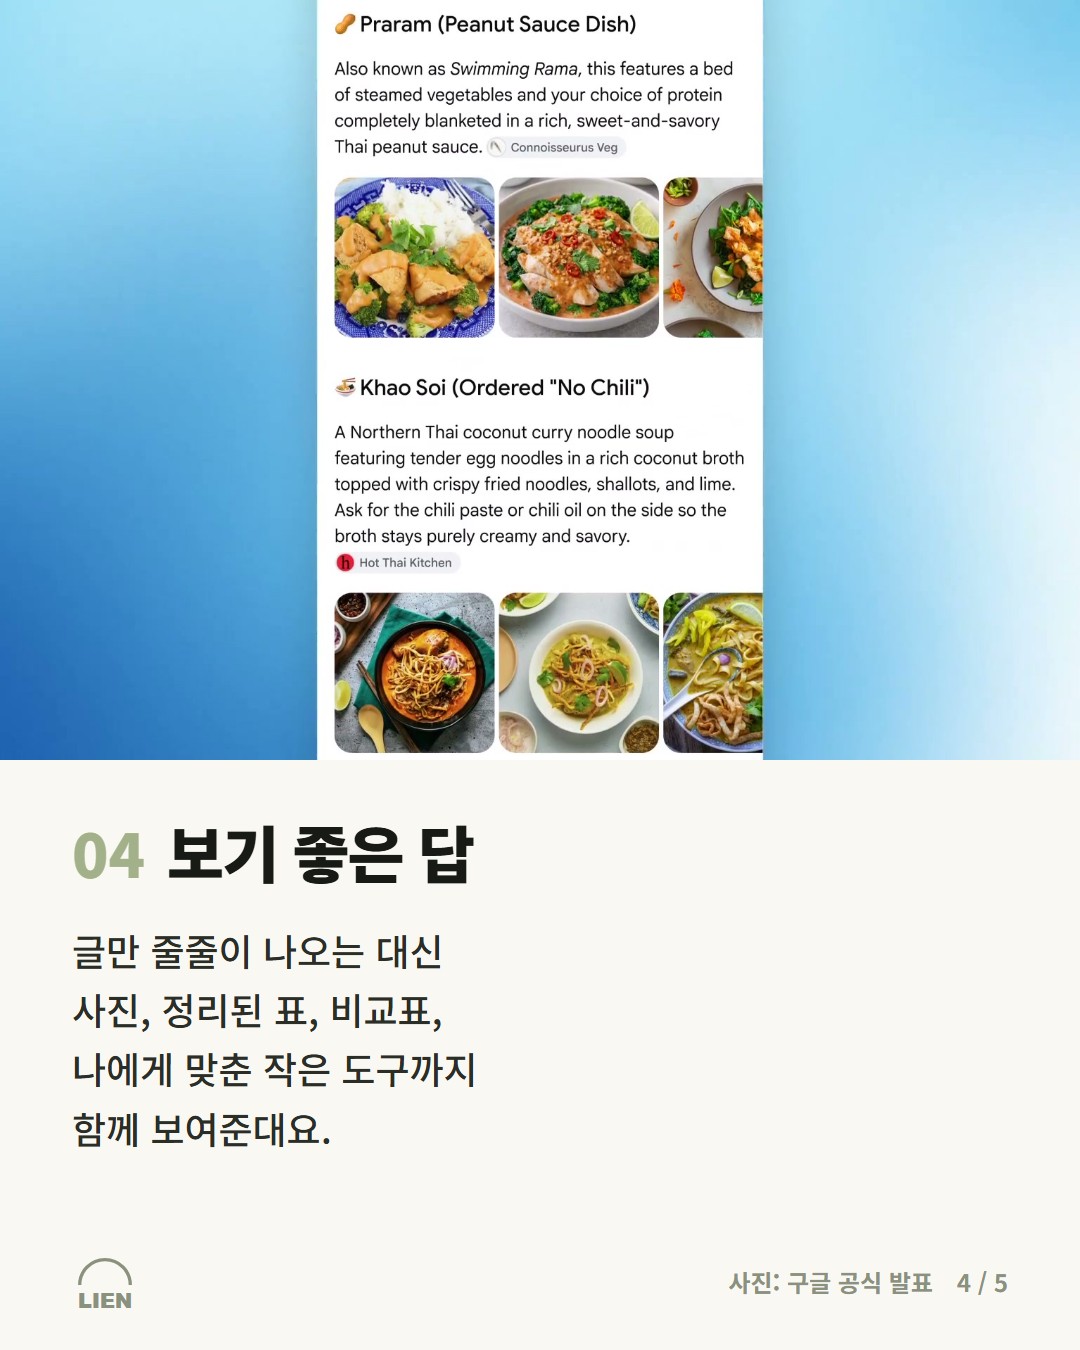 Praram (Peanut Sauce Dish)
Also known as Swimming Rama, this features a bed
of steamed vegetables and your choice of protein
completely blanketed in a rich, sweet-and-savory
Thai peanut sauce. Connoisseurus Veg
Khao Soi (Ordered "No Chili")
A Northern Thai coconut curry noodle soup
featuring tender egg noodles in a rich coconut broth
topped with crispy fried noodles, shallots, and lime.
Ask for the chili paste or chili oil on the side so the
broth stays purely creamy and savory.
h Hot Thai Kitchen
04 보기 좋은 답
글만 줄줄이 나오는 대신
사진, 정리된 표, 비교표,
나에게 맞춘 작은 도구까지
함께 보여준대요.
LIEN
사진: 구글 공식 발표 4 / 5